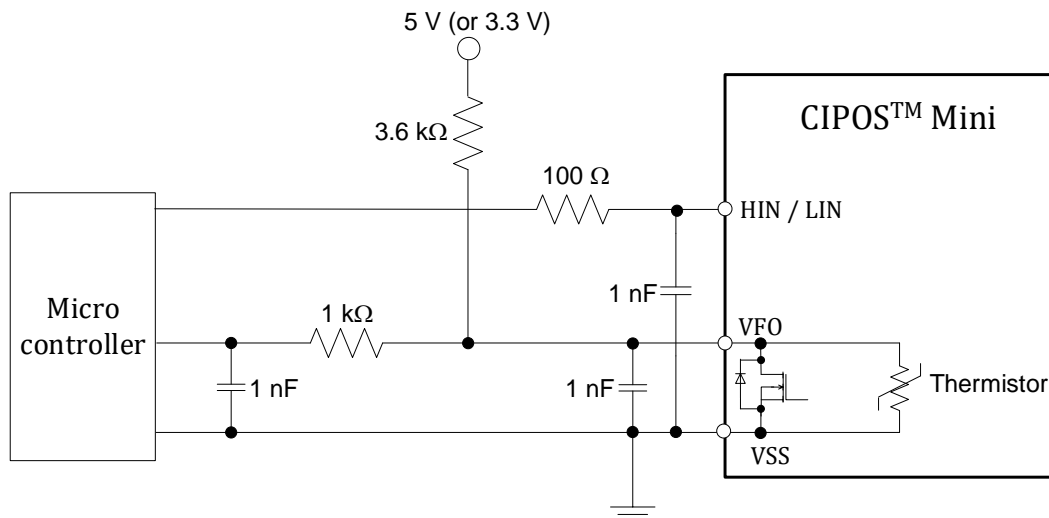 5 V (or 3.3 V)
CIPOS™ Mini
3.6 kΩ
100 Ω
HIN / LIN
Micro
controller
1 nF
1 kΩ
VFO
1 nF
1 nF
Thermistor
VSS